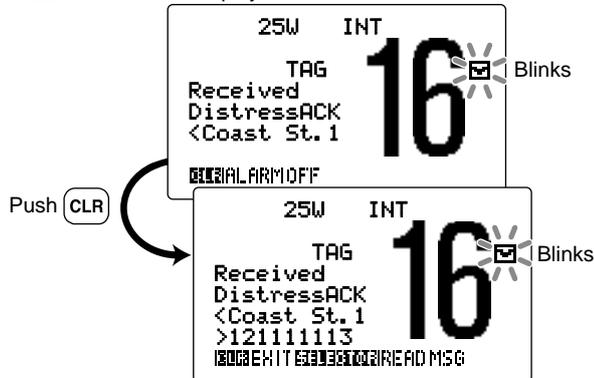 25W INT
TAG
16
Blinks
Received
DistressACK
<Coast St.1
CLR ALARM OFF
Push CLR
25W INT
TAG
16
Blinks
Received
DistressACK
<Coast St.1
>121111113
CLR EXIT SELECTOR READ MSG